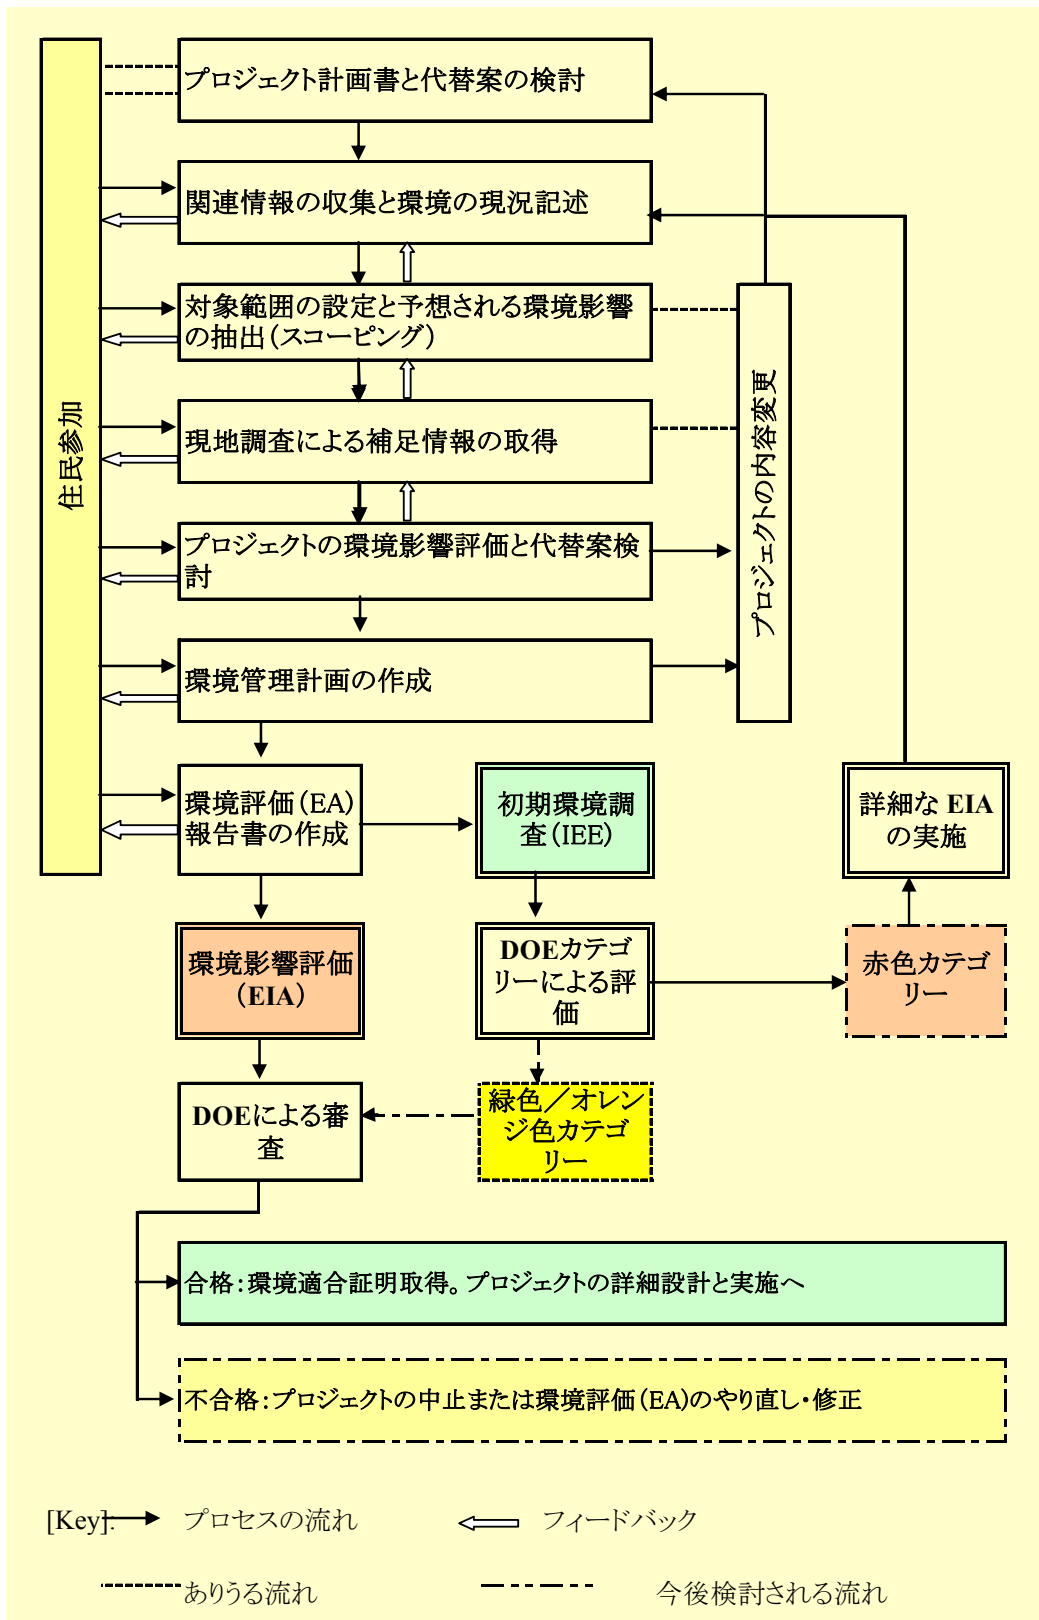 プロジェクト計画書と代替案の検討
関連情報の収集と環境の現況記述
対象範囲の設定と予想される環境影響
の抽出（スコーピング）
現地調査による補足情報の取得
プロジェクトの環境影響評価と代替案検
討
環境管理計画の作成
住民参加
プロジェクトの内容変更
環境評価（EA）
報告書の作成
初期環境調
査（IEE）
詳細な EIA
の実施
環境影響評価
（EIA）
DOEカテゴ
リーによる評
価
赤色カテゴ
リー
DOEによる審
査
緑色／オレン
ジ色カテゴ
リー
合格：環境適合証明取得。プロジェクトの詳細設計と実施へ
不合格：プロジェクトの中止または環境評価（EA）のやり直し・修正
[Key]: プロセスの流れ フィードバック
ありうる流れ 今後検討される流れ